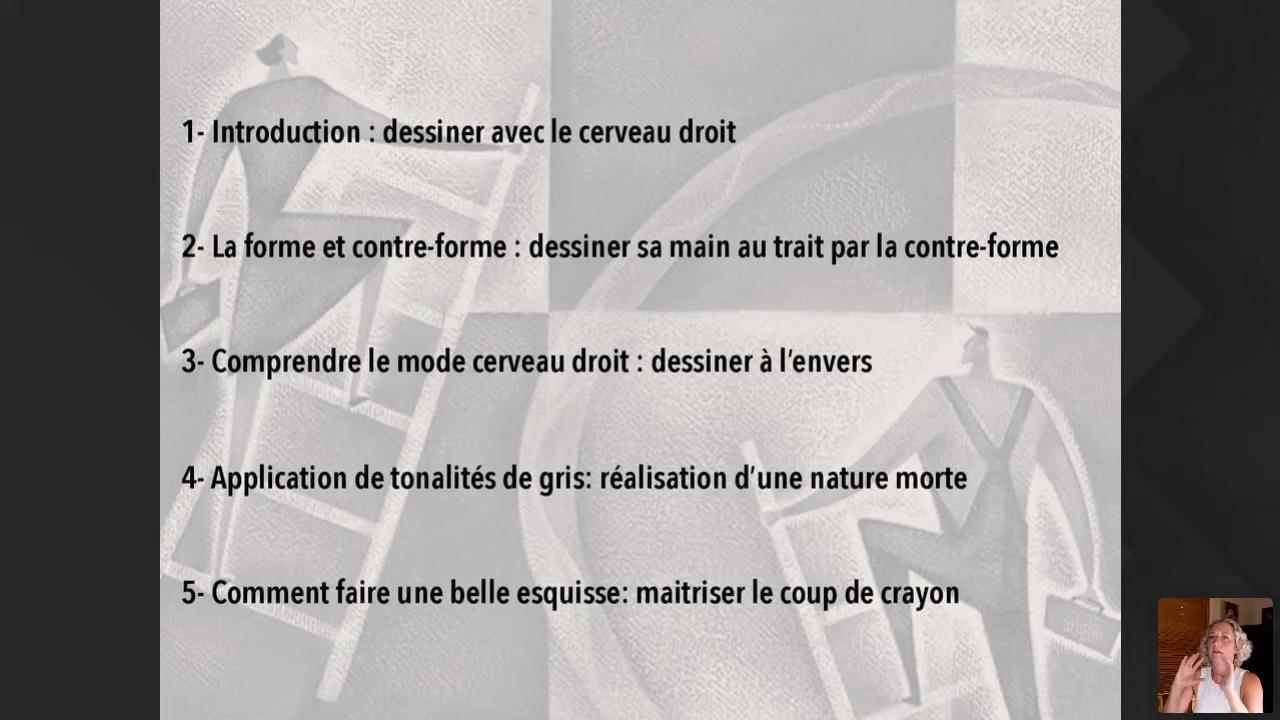 1- Introduction : dessiner avec le cerveau droit
2- La forme et contre-forme : dessiner sa main au trait par la contre-forme
3- Comprendre le mode cerveau droit : dessiner à l’envers
4- Application de tonalités de gris: réalisation d’une nature morte
5- Comment faire une belle esquisse: maitriser le coup de crayon